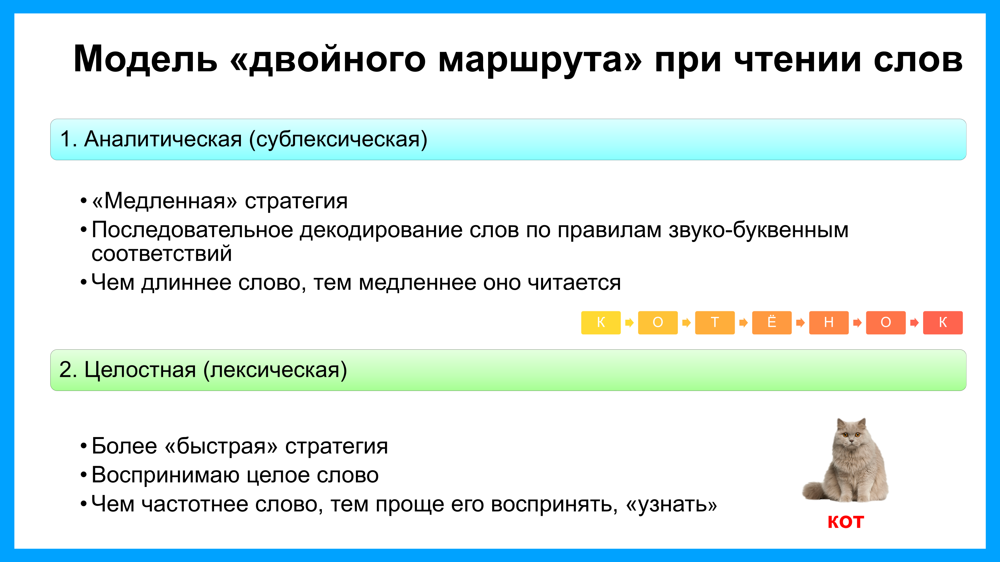 Модель «двойного маршрута» при чтении слов
1. Аналитическая (сублексическая)
• «Медленная» стратегия
• Последовательное декодирование слов по правилам звуко-буквенным
соответствий
• Чем длиннее слово, тем медленнее оно читается
К О Т Ё Н О К
2. Целостная (лексическая)
• Более «быстрая» стратегия
• Воспринимаю целое слово
• Чем частотнее слово, тем проще его воспринять, «узнать»
кот